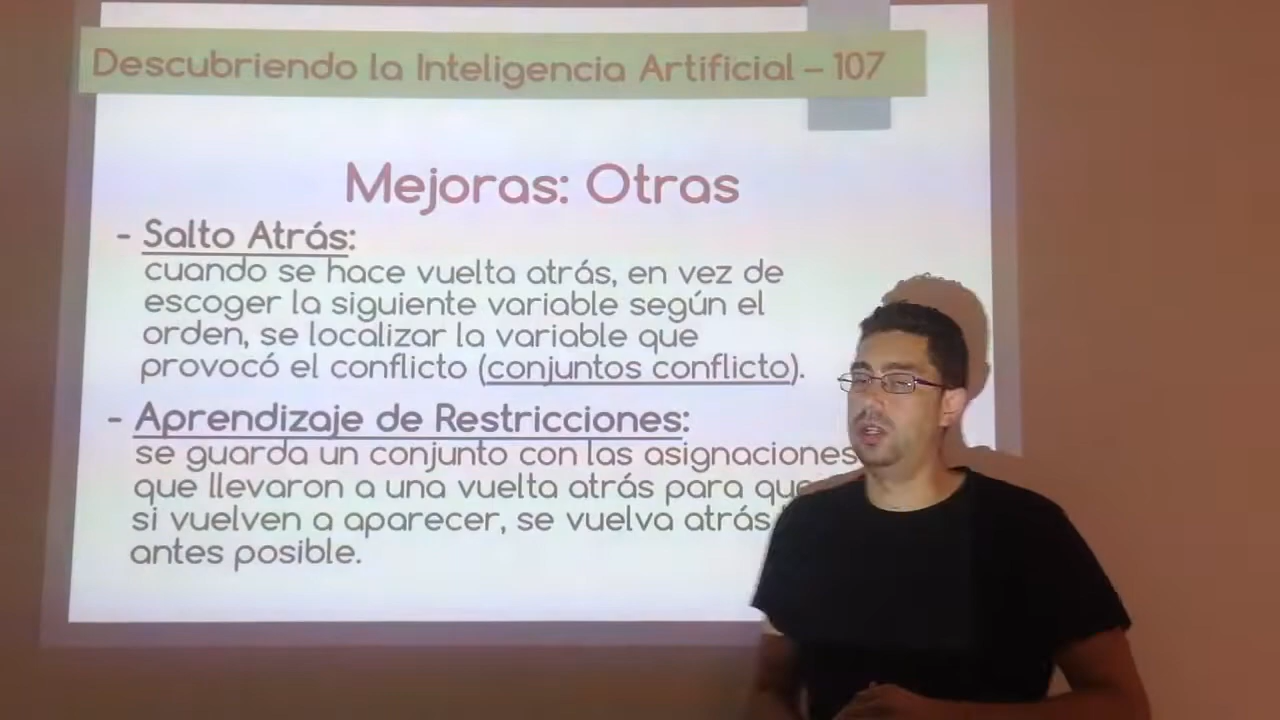 Descubriendo la Inteligencia Artificial – 107
Mejoras: Otras
- Salto Atrás:
cuando se hace vuelta atrás, en vez de
escoger la siguiente variable según el
orden, se localizar la variable que
provocó el conflicto (conjuntos conflicto).
- Aprendizaje de Restricciones:
se guarda un conjunto con las asignaciones
que llevaron a una vuelta atrás para que
si vuelven a aparecer, se vuelva atrás
antes posible.